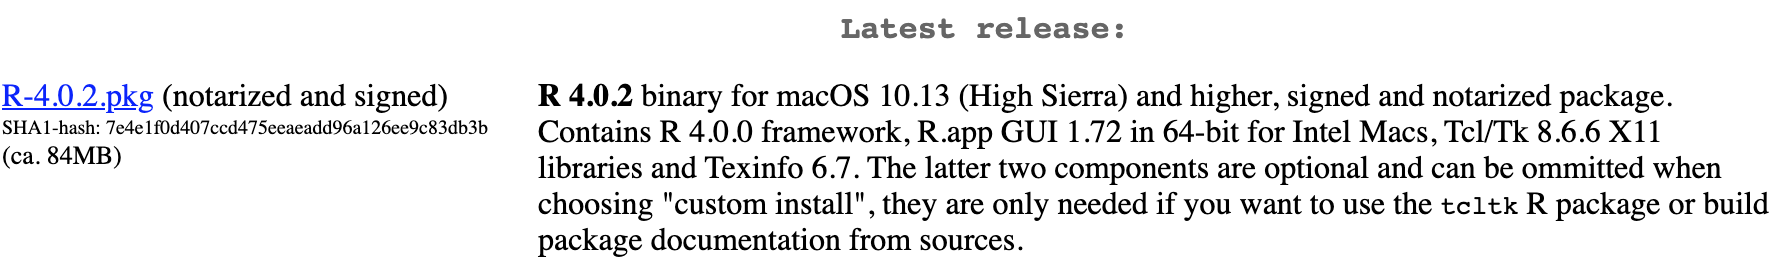 Latest release:
R-4.0.2.pkg (notarized and signed)
SHA1-hash: 7e4e1f0d407ccd475eeaeadd96a126ee9c83db3b
(ca. 84MB)
R 4.0.2 binary for macOS 10.13 (High Sierra) and higher, signed and notarized package.
Contains R 4.0.0 framework, R.app GUI 1.72 in 64-bit for Intel Macs, Tcl/Tk 8.6.6 X11
libraries and Texinfo 6.7. The latter two components are optional and can be ommitted when
choosing "custom install", they are only needed if you want to use the tcltk R package or build
package documentation from sources.